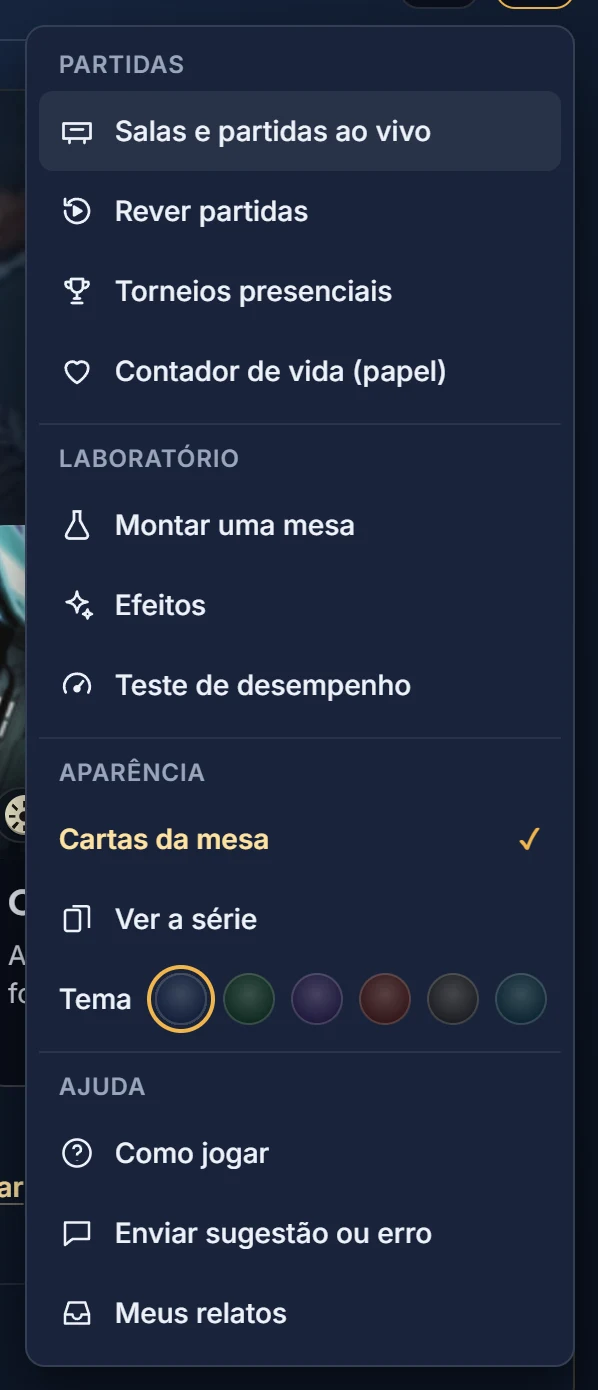 PARTIDAS
Salas e partidas ao vivo
Rever partidas
Torneios presenciais
Contador de vida (papel)
LABORATÓRIO
Montar uma mesa
Efeitos
Teste de desempenho
APARÊNCIA
Cartas da mesa ✓
Ver a série
Tema
AJUDA
Como jogar
Enviar sugestão ou erro
Meus relatos